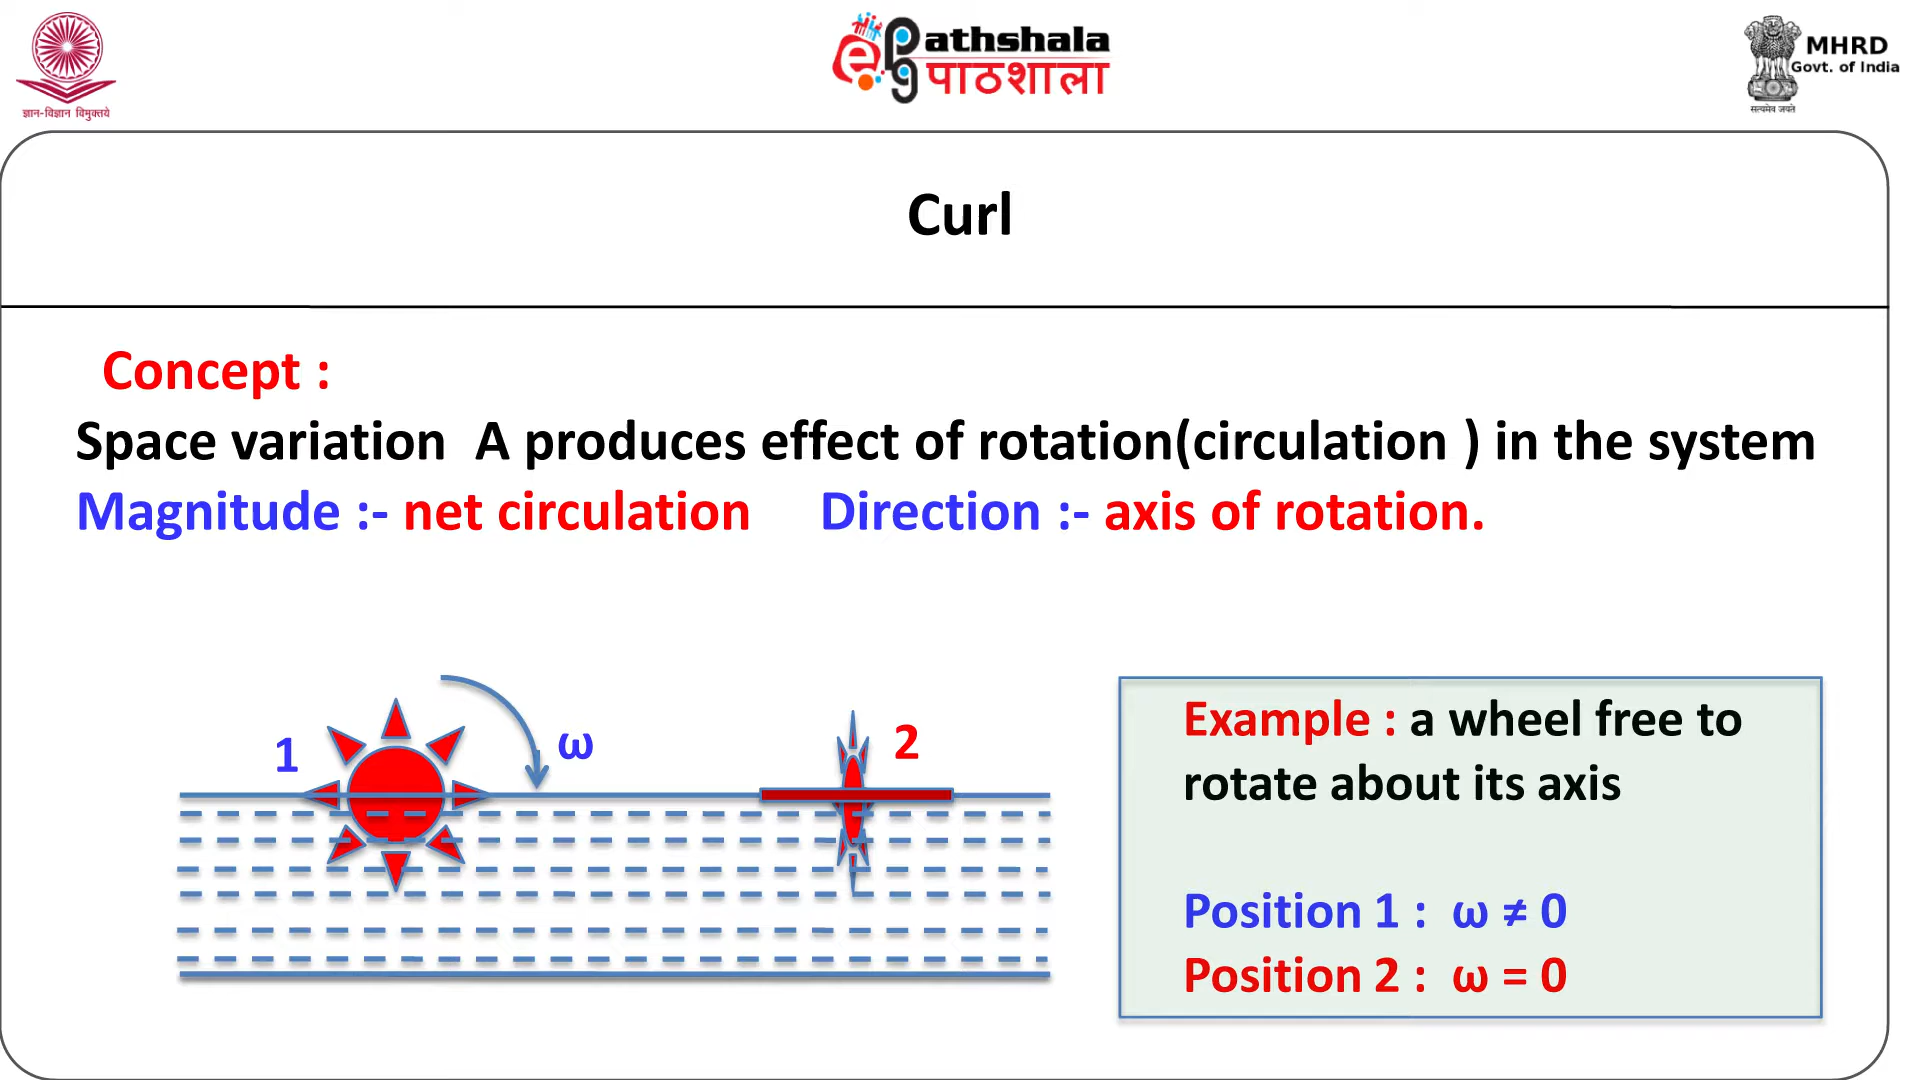 ज्ञान-विज्ञान विमुक्तये
ePathshala
पाठशाला
MHRD
Govt. of India
सत्यमेव जयते
Curl
Concept :
Space variation A produces effect of rotation(circulation ) in the system
Magnitude :- net circulation Direction :- axis of rotation.
1
ω
2
Example : a wheel free to
rotate about its axis
Position 1 : ω ≠ 0
Position 2 : ω = 0